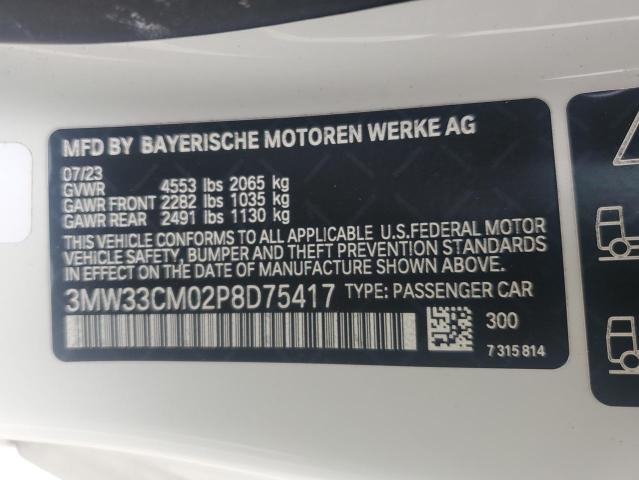 MFD BY BAYERISCHE MOTOREN WERKE AG
07/23
GVWR 4553 lbs 2065 kg
GAWR FRONT 2282 lbs 1035 kg
GAWR REAR 2491 lbs 1130 kg
THIS VEHICLE CONFORMS TO ALL APPLICABLE U.S.FEDERAL MOTOR
VEHICLE SAFETY, BUMPER AND THEFT PREVENTION STANDARDS
IN EFFECT ON THE DATE OF MANUFACTURE SHOWN ABOVE.
3MW33CM02P8D75417 TYPE: PASSENGER CAR
300
7 315 814